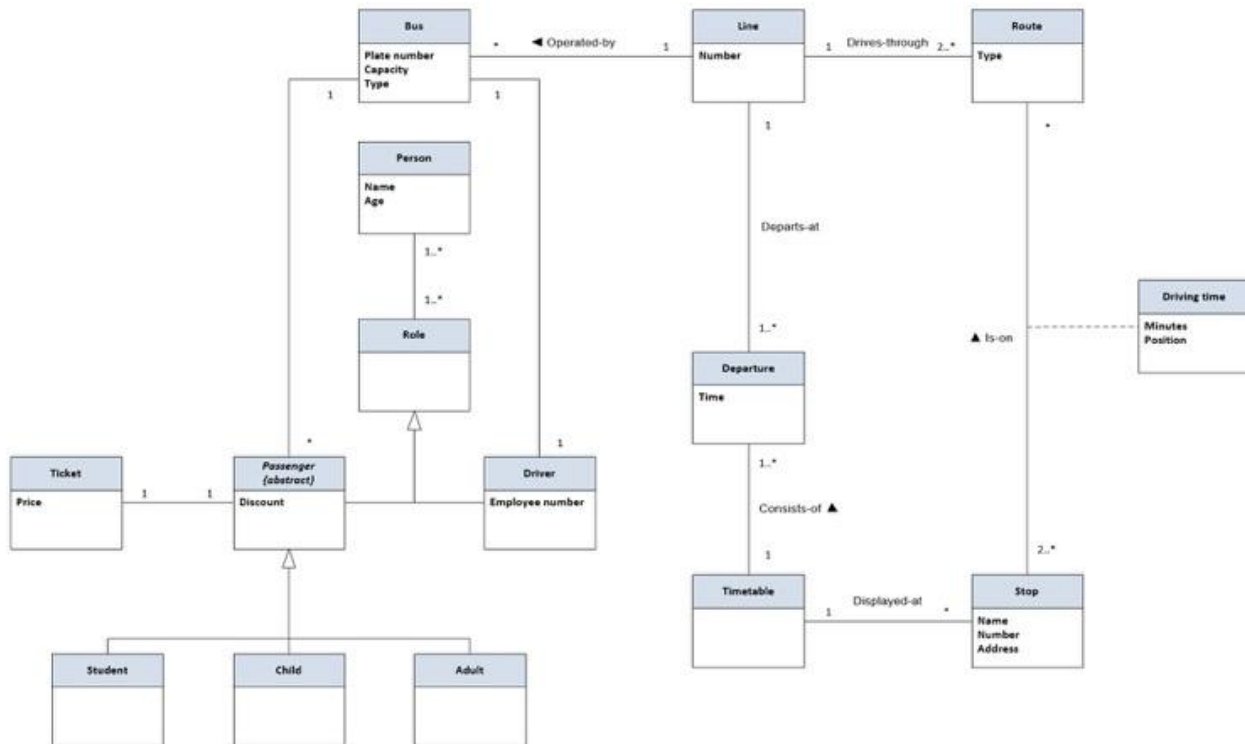 Bus
Plate number
Capacity
Type
* ◄ Operated-by 1
Line
Number
1 Drives-through 2..*
Route
Type
1
1
1
*
Person
Name
Age
1..*
1..*
Role
Departs-at
1..*
Departure
Time
▲ Is-on
Driving time
Minutes
Position
*
1
Ticket
Price
1
1
Passenger
{abstract}
Discount
Driver
Employee number
1..*
Consists-of ▲
1
2..*
Timetable
1 Displayed-at *
Stop
Name
Number
Address
Student
Child
Adult